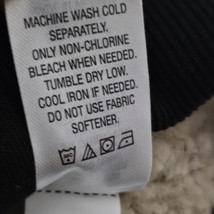 MACHINE WASH COLD
SEPARATELY.
ONLY NON-CHLORINE
BLEACH WHEN NEEDED.
TUMBLE DRY LOW.
COOL IRON IF NEEDED.
DO NOT USE FABRIC
SOFTENER.